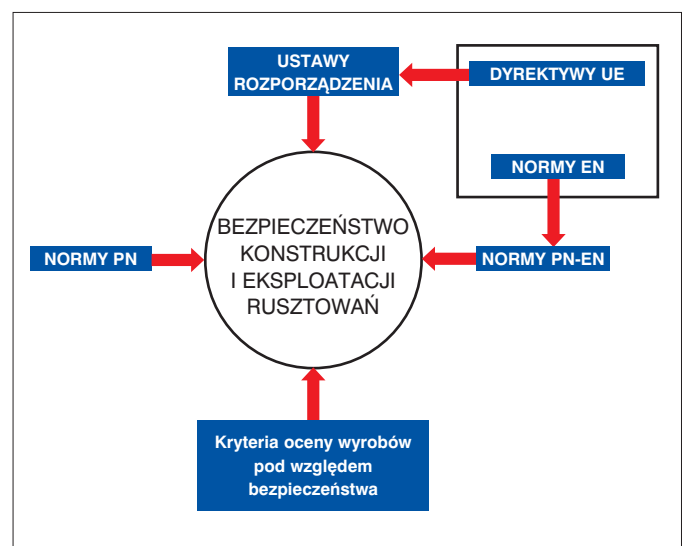 USTAWY
ROZPORZĄDZENIA
DYREKTYWY UE
NORMY EN
BEZPIECZEŃSTWO
KONSTRUKCJI
I EKSPLOATACJI
RUSZTOWAŃ
NORMY PN
NORMY PN-EN
Kryteria oceny wyrobów
pod względem
bezpieczeństwa